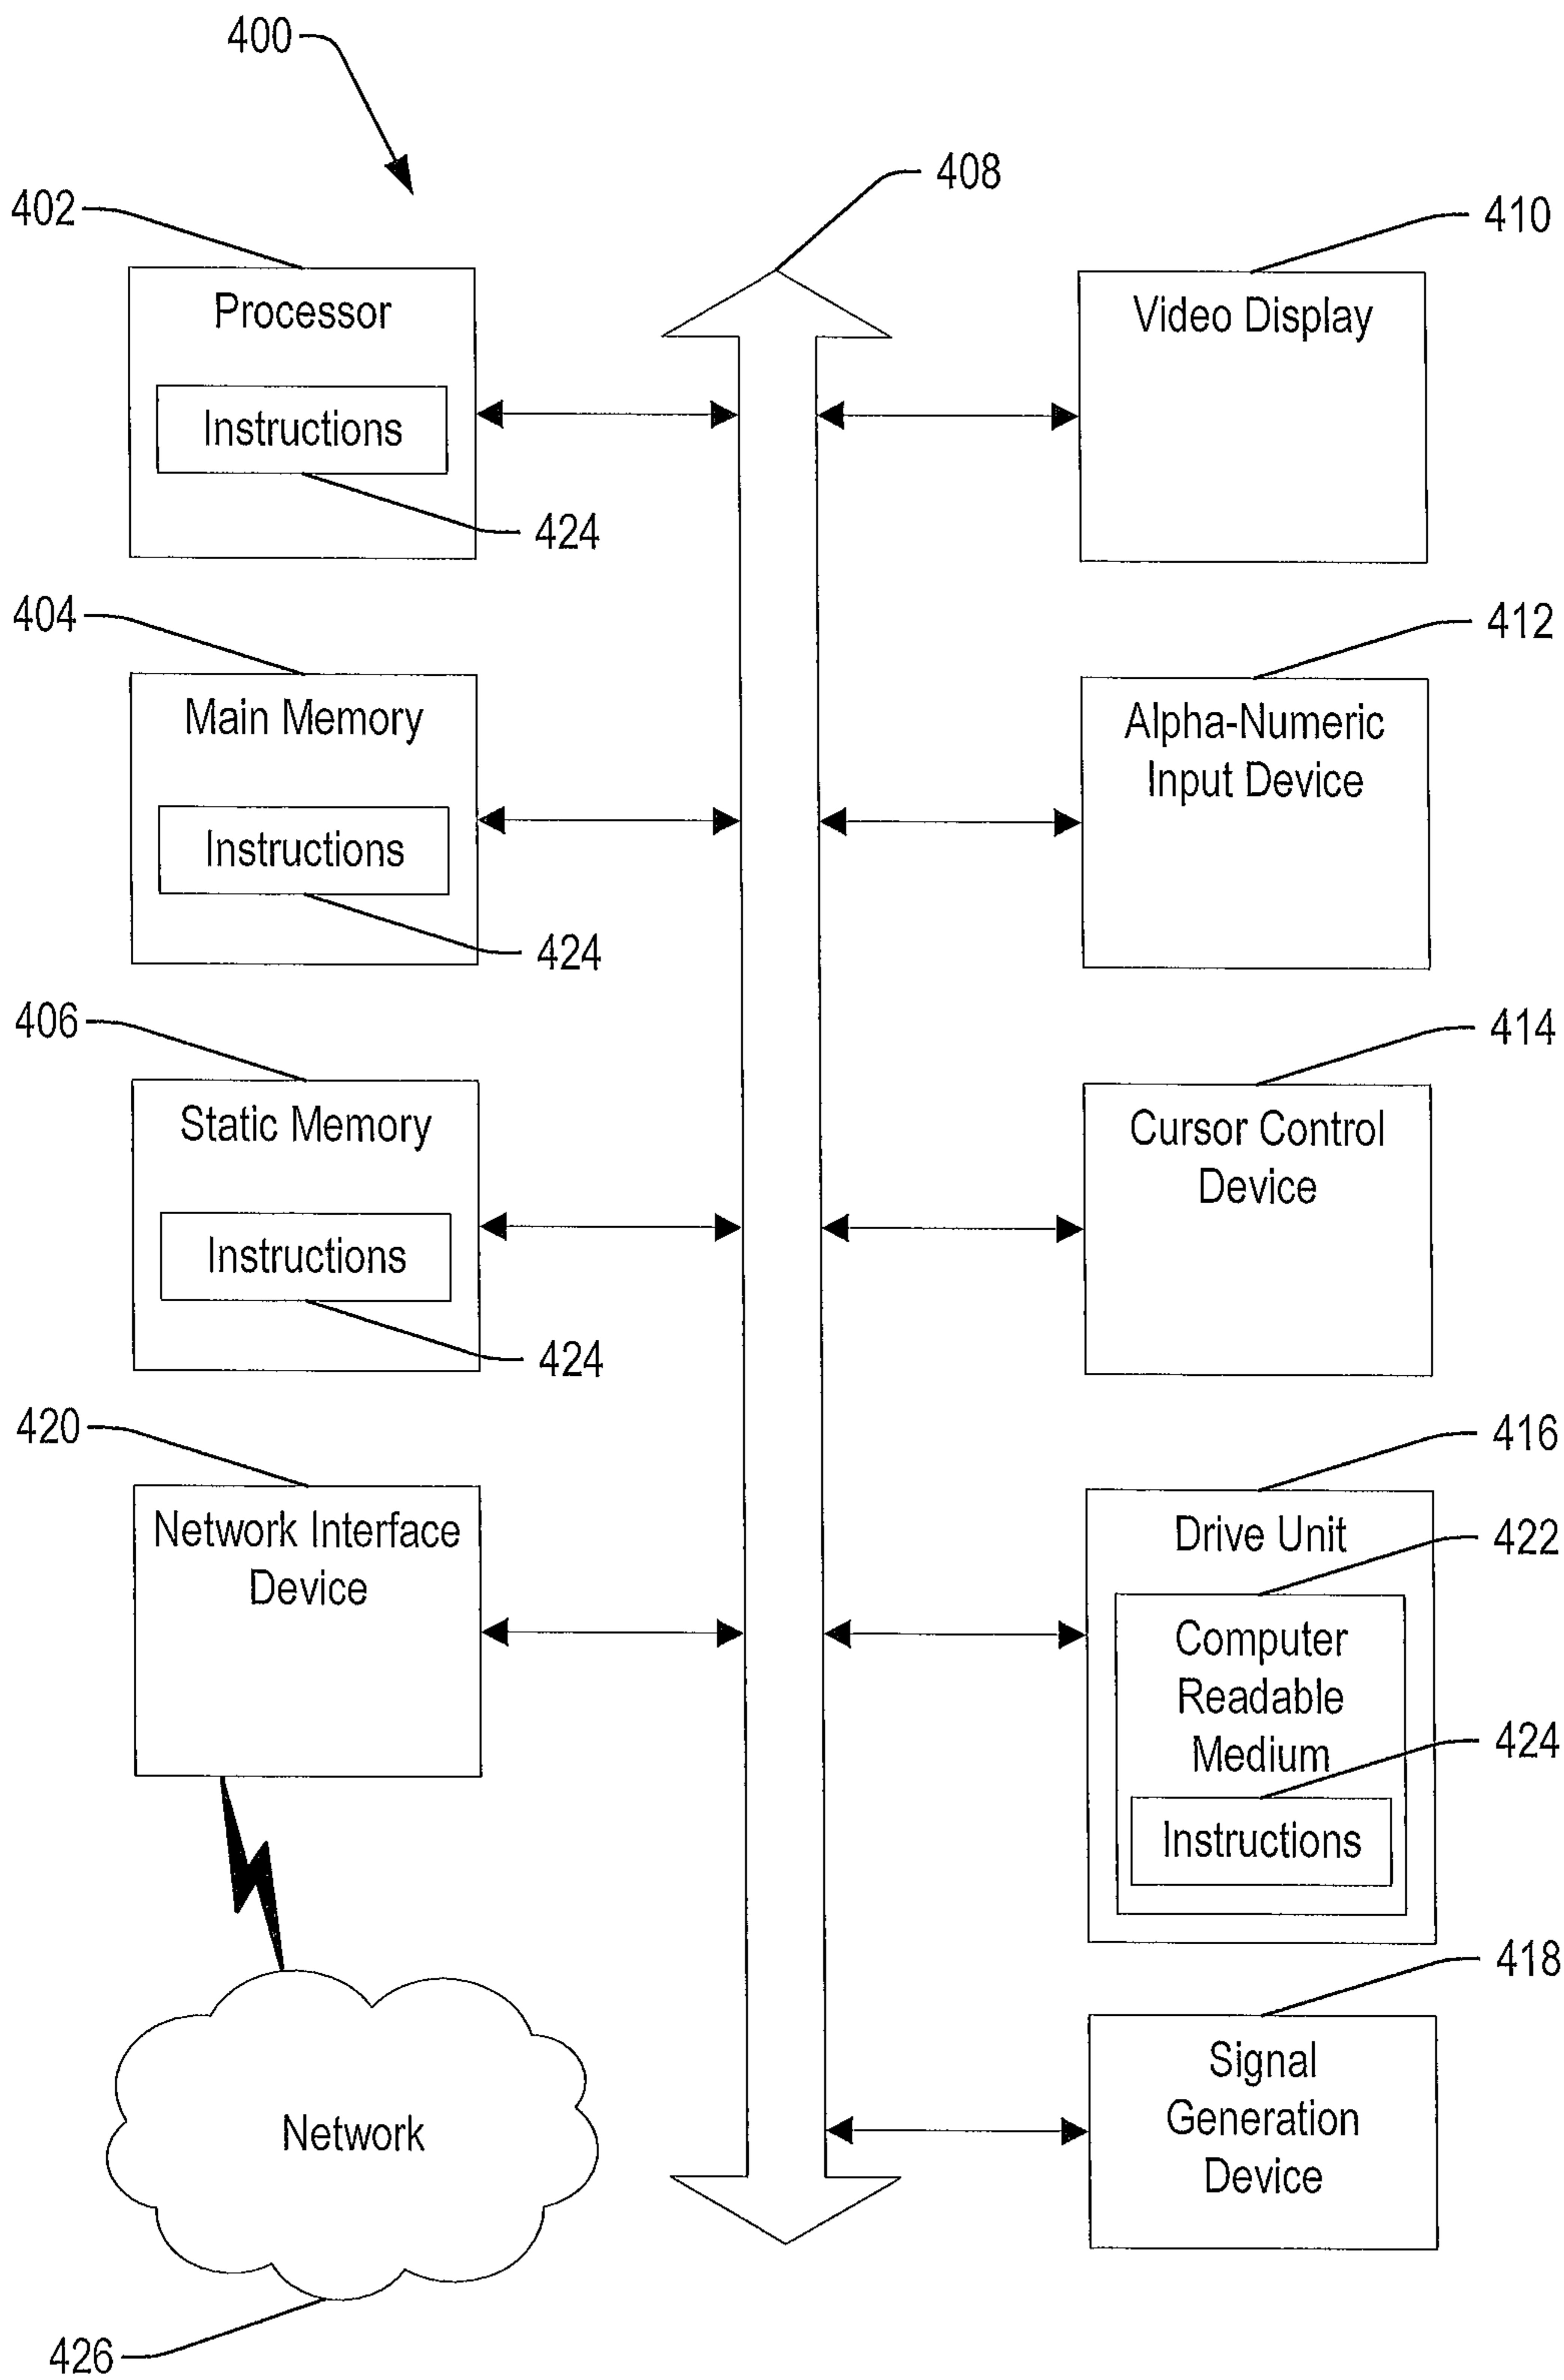 400
408
402
410
Processor
Instructions
424
Video Display
404
412
Main Memory
Instructions
424
Alpha-Numeric
Input Device
406
414
Static Memory
Instructions
424
Cursor Control
Device
420
416
Network Interface
Device
Drive Unit
422
Computer
Readable
Medium
424
Instructions
418
Signal
Generation
Device
Network
426